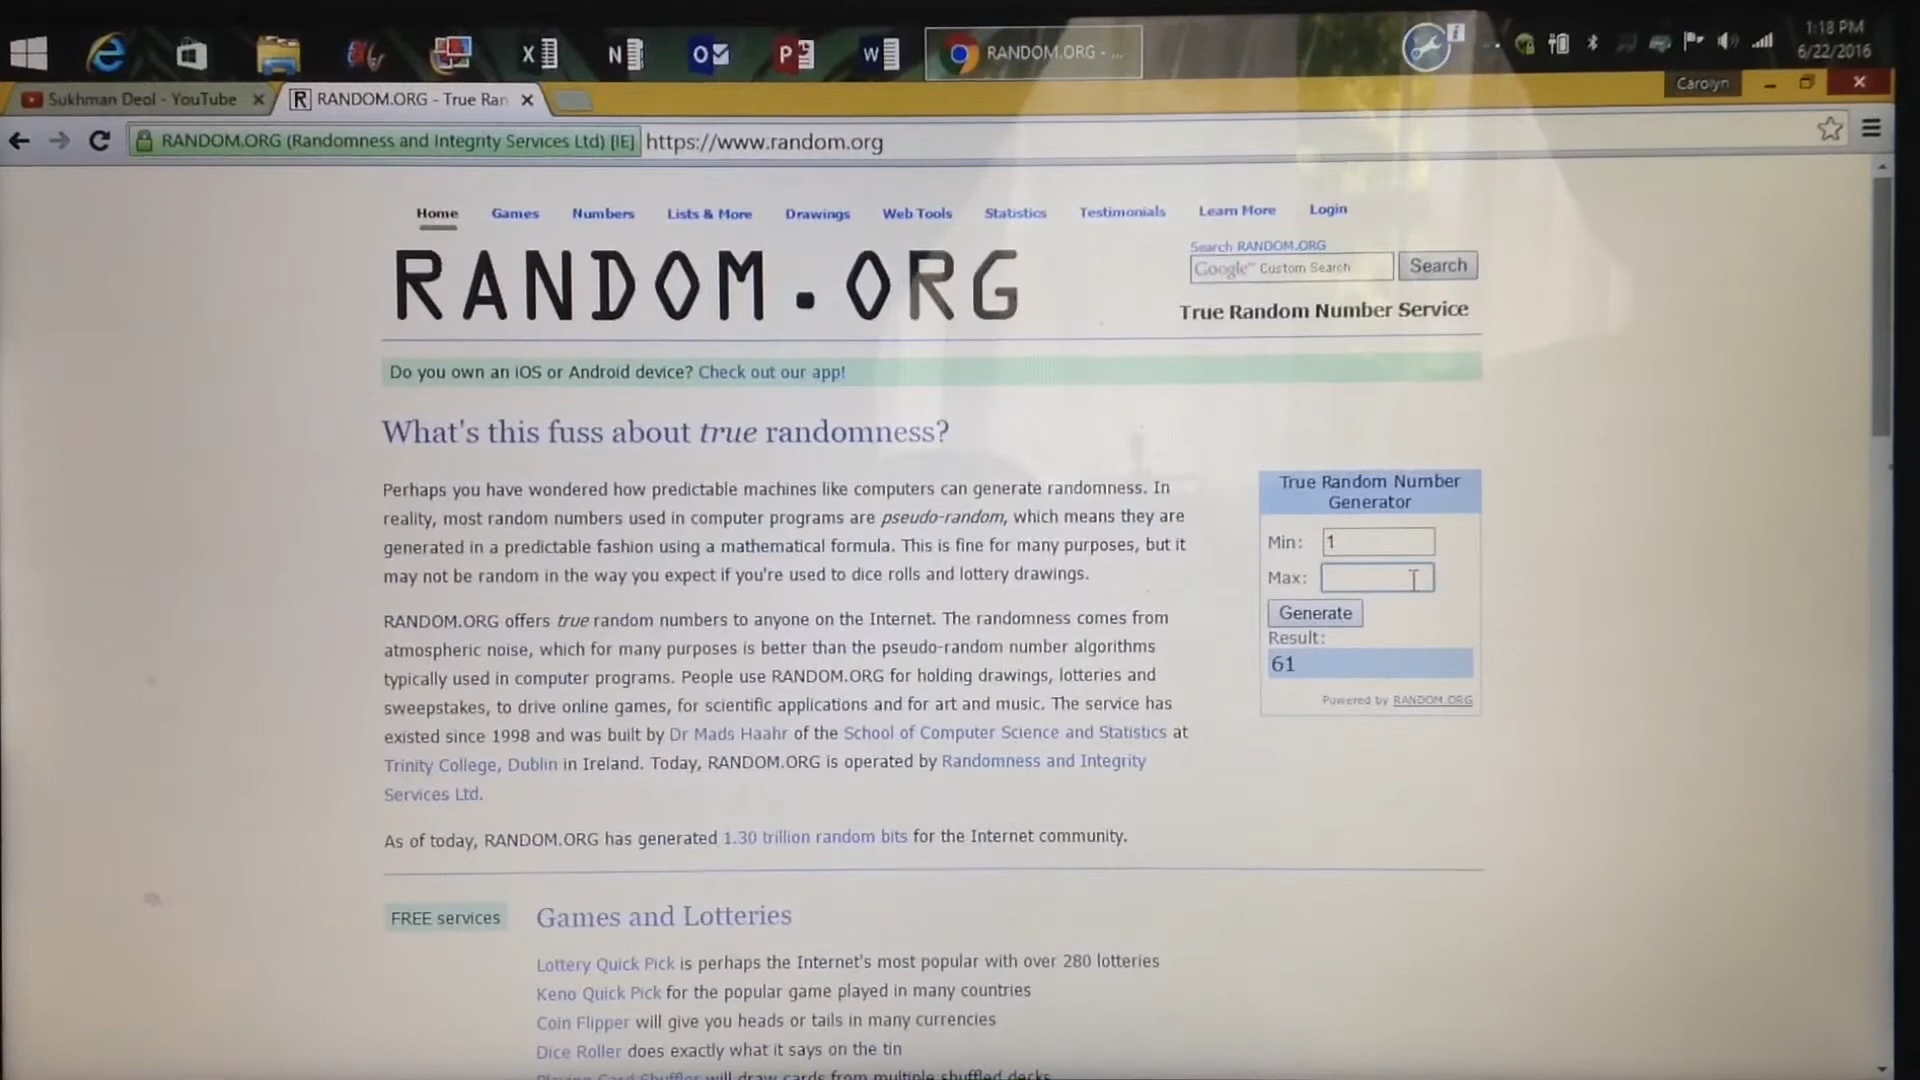 1:18 PM
6/22/2016
RANDOM.ORG - ...
Carolyn
Sukhman Deol - YouTube
RANDOM.ORG - True Ran
RANDOM.ORG (Randomness and Integrity Services Ltd) [IE] https://www.random.org
Home Games Numbers Lists & More Drawings Web Tools Statistics Testimonials Learn More Login
RANDOM.ORG
Search RANDOM.ORG
Google™ Custom Search Search
True Random Number Service
Do you own an iOS or Android device? Check out our app!
What's this fuss about true randomness?
Perhaps you have wondered how predictable machines like computers can generate randomness. In
reality, most random numbers used in computer programs are pseudo-random, which means they are
generated in a predictable fashion using a mathematical formula. This is fine for many purposes, but it
may not be random in the way you expect if you're used to dice rolls and lottery drawings.
RANDOM.ORG offers true random numbers to anyone on the Internet. The randomness comes from
atmospheric noise, which for many purposes is better than the pseudo-random number algorithms
typically used in computer programs. People use RANDOM.ORG for holding drawings, lotteries and
sweepstakes, to drive online games, for scientific applications and for art and music. The service has
existed since 1998 and was built by Dr Mads Haahr of the School of Computer Science and Statistics at
Trinity College, Dublin in Ireland. Today, RANDOM.ORG is operated by Randomness and Integrity
Services Ltd.
As of today, RANDOM.ORG has generated 1.30 trillion random bits for the Internet community.
True Random Number
Generator
Min: 1
Max:
Generate
Result:
61
Powered by RANDOM.ORG
FREE services
Games and Lotteries
Lottery Quick Pick is perhaps the Internet's most popular with over 280 lotteries
Keno Quick Pick for the popular game played in many countries
Coin Flipper will give you heads or tails in many currencies
Dice Roller does exactly what it says on the tin
Playing Card Shuffler will draw cards from multiple shuffled decks